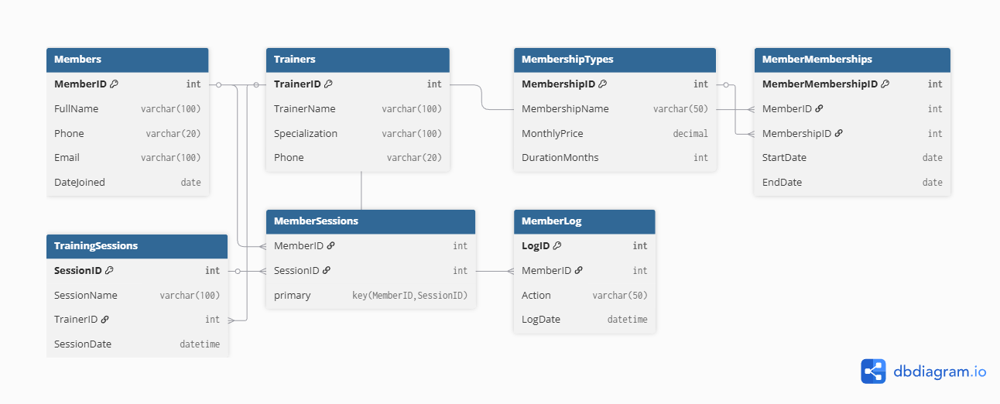 Members
MemberID int
FullName varchar(100)
Phone varchar(20)
Email varchar(100)
DateJoined date
Trainers
TrainerID int
TrainerName varchar(100)
Specialization varchar(100)
Phone varchar(20)
MembershipTypes
MembershipID int
MembershipName varchar(50)
MonthlyPrice decimal
DurationMonths int
MemberMemberships
MemberMembershipID int
MemberID int
MembershipID int
StartDate date
EndDate date
TrainingSessions
SessionID int
SessionName varchar(100)
TrainerID int
SessionDate datetime
MemberSessions
MemberID int
SessionID int
primary key(MemberID,SessionID)
MemberLog
LogID int
MemberID int
Action varchar(50)
LogDate datetime
dbdiagram.io